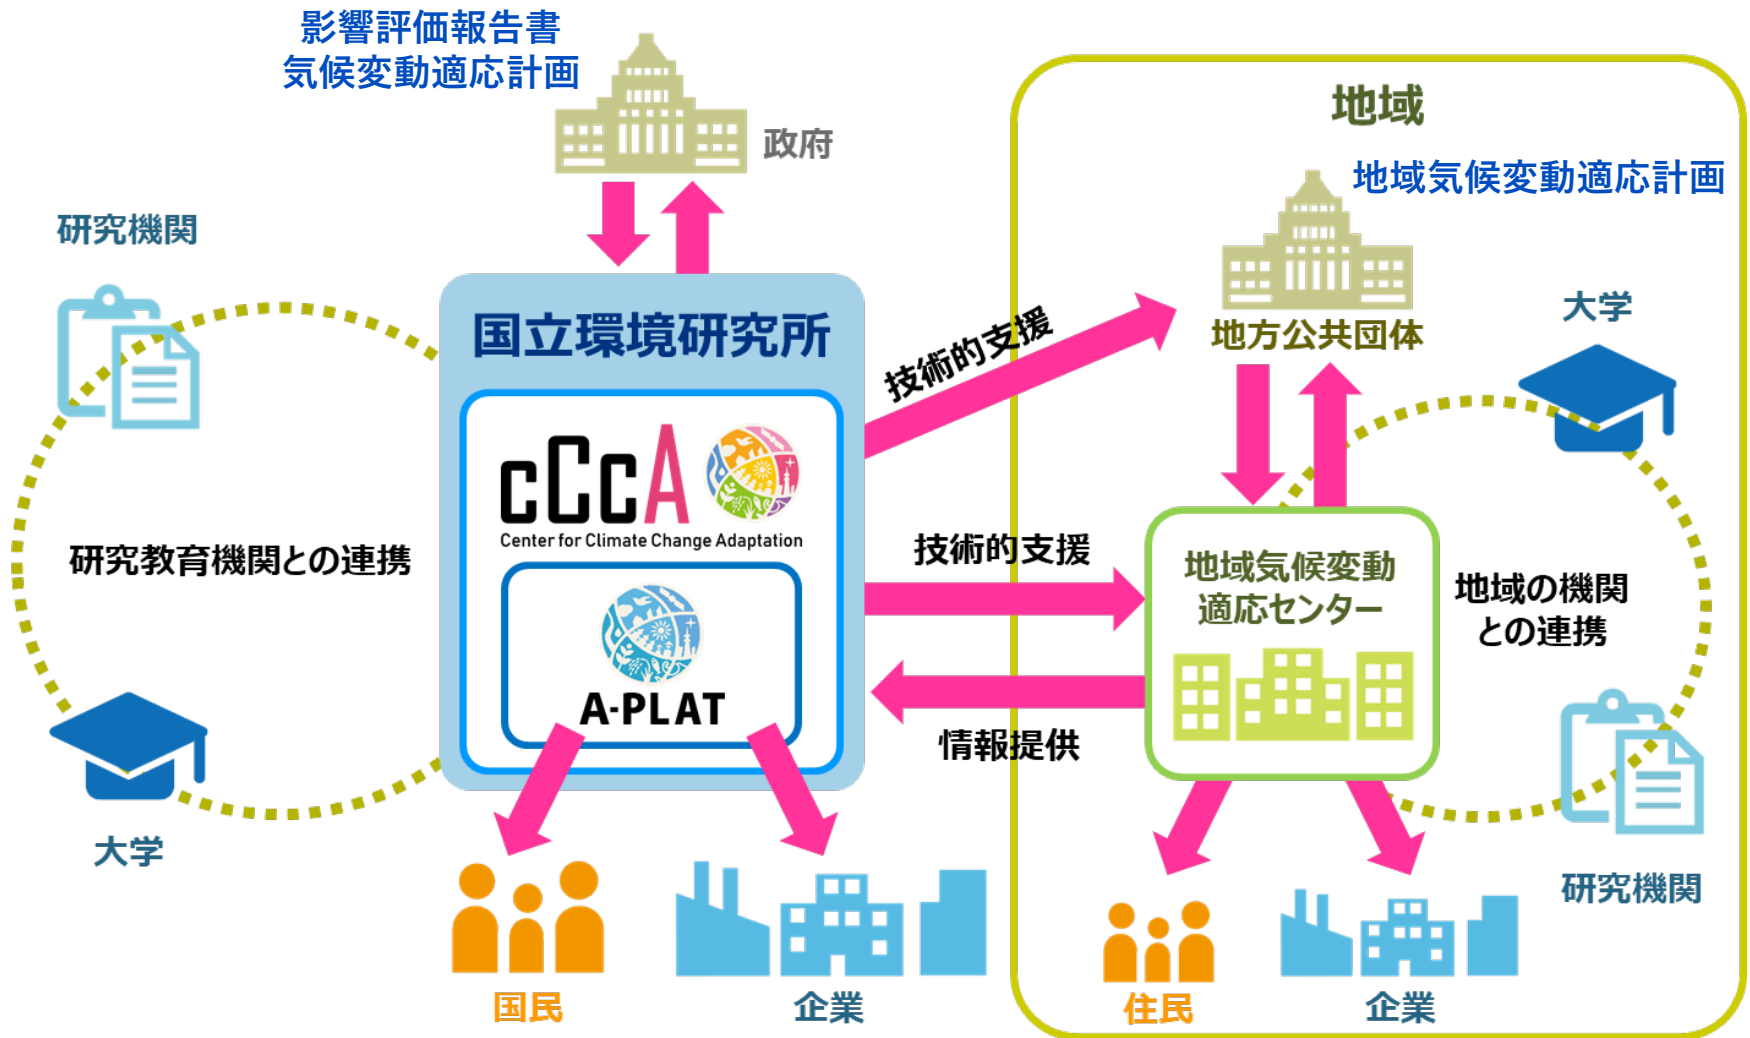 影響評価報告書
気候変動適応計画
政府
研究機関
国立環境研究所
cCcA
Center for Climate Change Adaptation
A-PLAT
研究教育機関との連携
大学
国民
企業
技術的支援
技術的支援
情報提供
地域
地域気候変動適応計画
地方公共団体
大学
地域気候変動
適応センター
地域の機関
との連携
研究機関
住民
企業